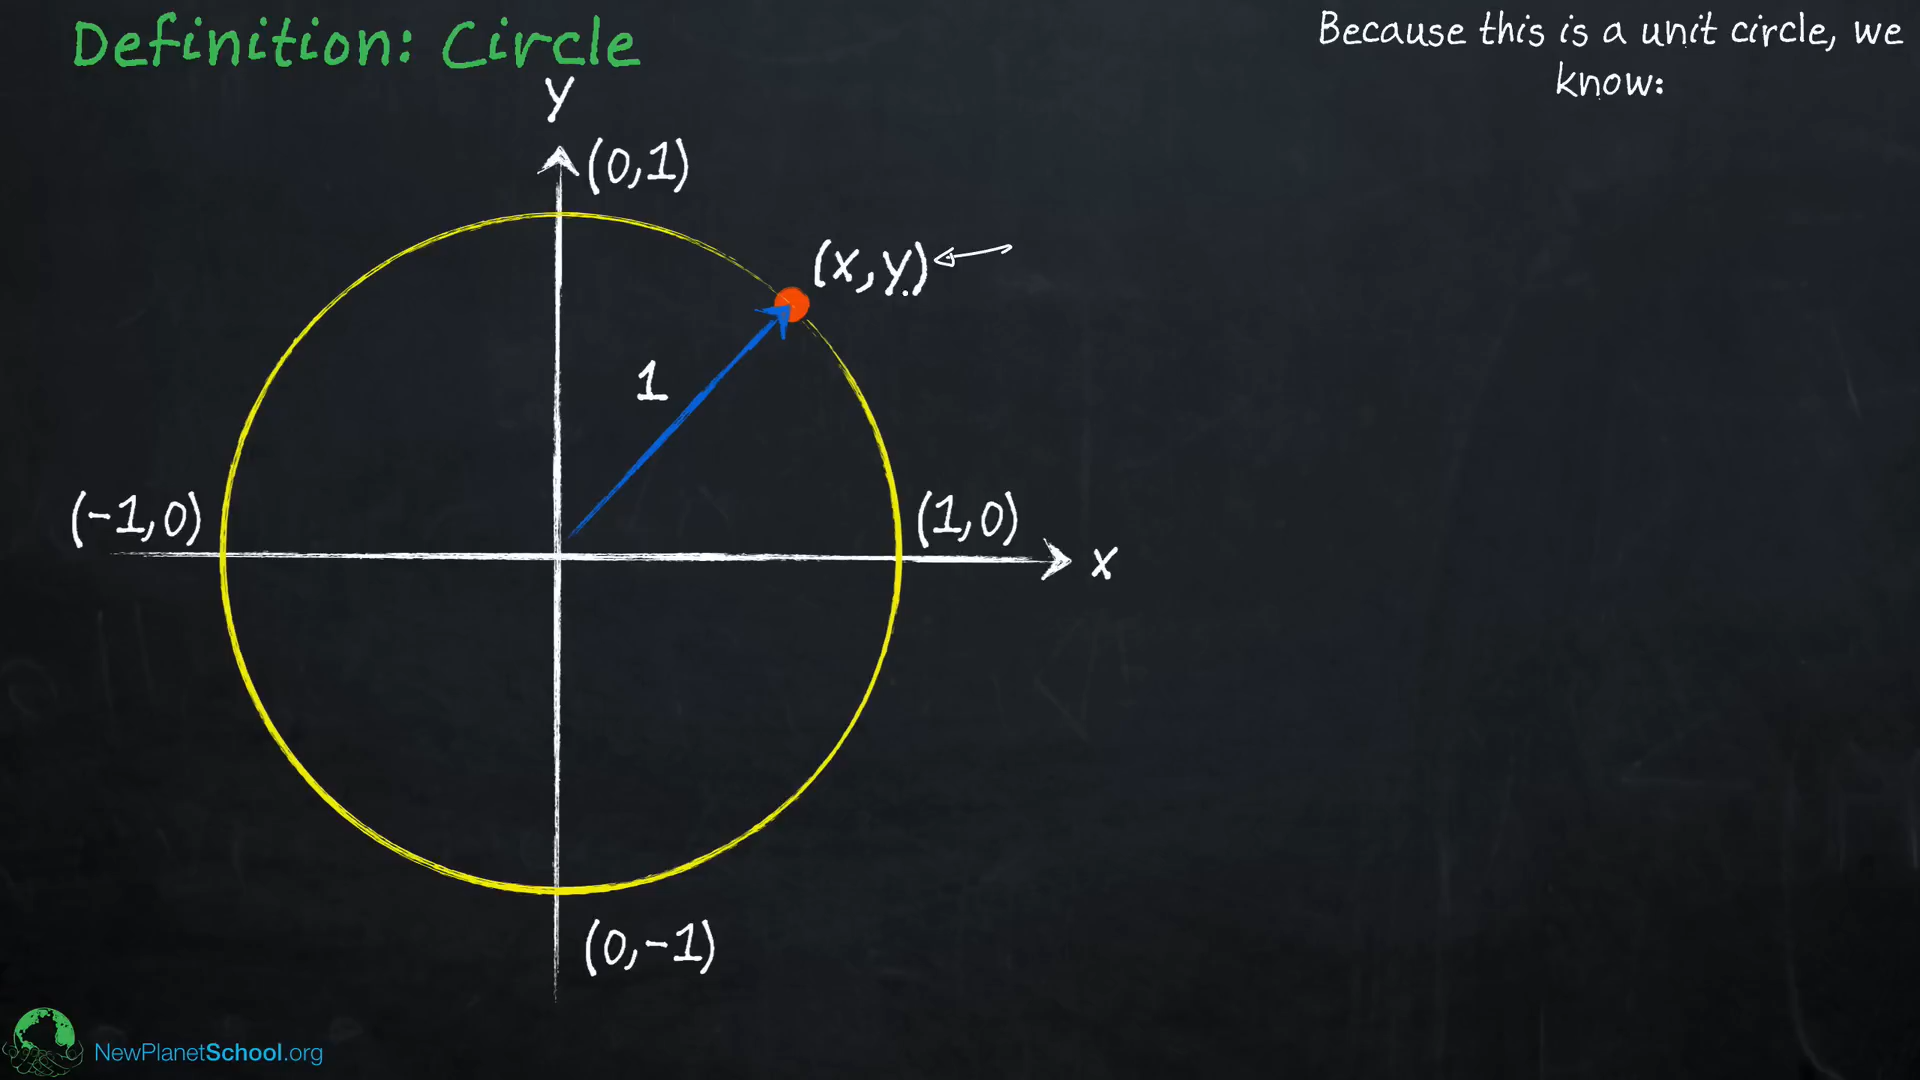 Definition: Circle
Because this is a unit circle, we
know:
y
(0,1)
(x,y)
1
(-1,0)
(1,0)
x
(0,-1)
NewPlanetSchool.org